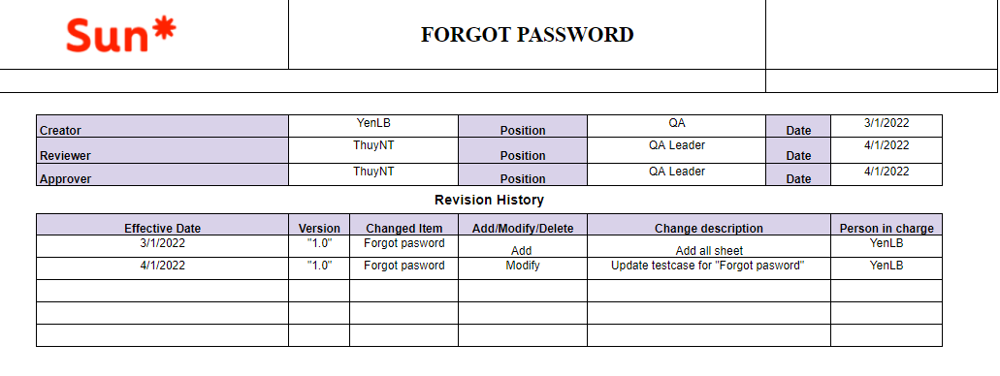 Sun*
FORGOT PASSWORD
Creator YenLB Position QA Date 3/1/2022
Reviewer ThuyNT Position QA Leader Date 4/1/2022
Approver ThuyNT Position QA Leader Date 4/1/2022
Revision History
Effective Date Version Changed Item Add/Modify/Delete Change description Person in charge
3/1/2022 "1.0" Forgot pasword Add Add all sheet YenLB
4/1/2022 "1.0" Forgot pasword Modify Update testcase for "Forgot pasword" YenLB